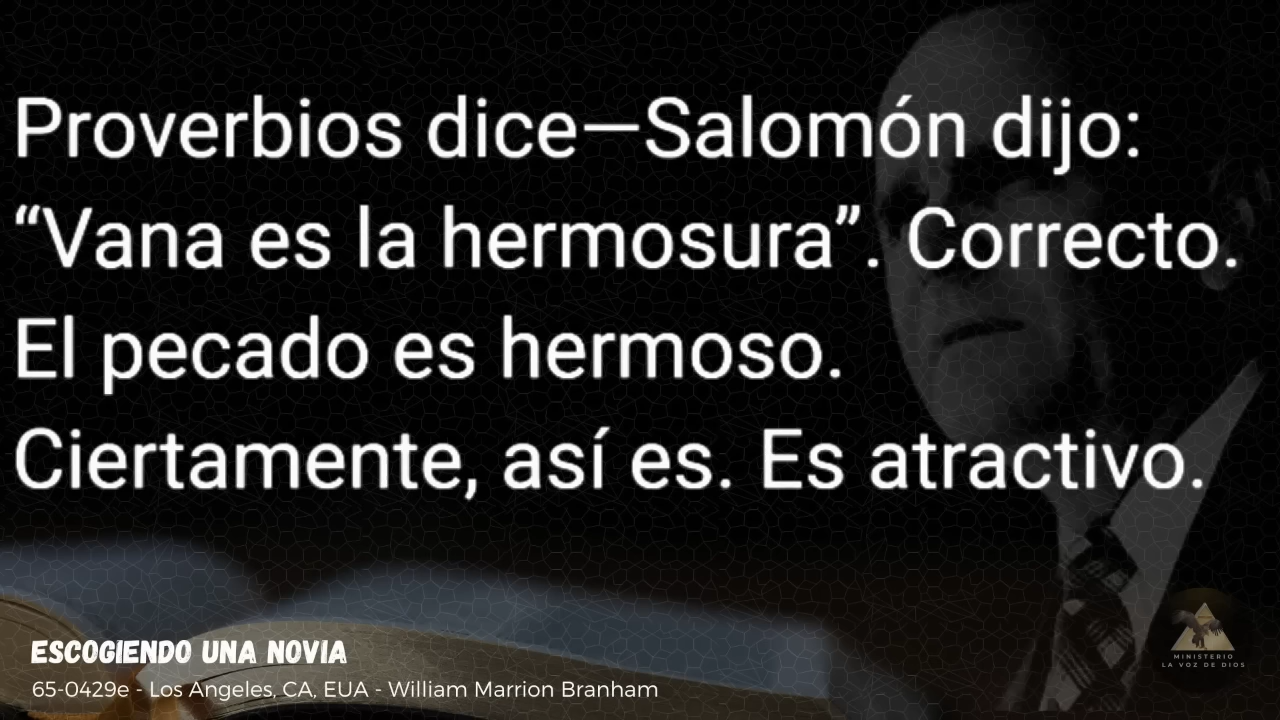 Proverbios dice—Salomón dijo:
“Vana es la hermosura”. Correcto.
El pecado es hermoso.
Ciertamente, así es. Es atractivo.
ESCOGIENDO UNA NOVIA
65-0429e - Los Angeles, CA, EUA - William Marrion Branham
MINISTERIO
LA VOZ DE DIOS